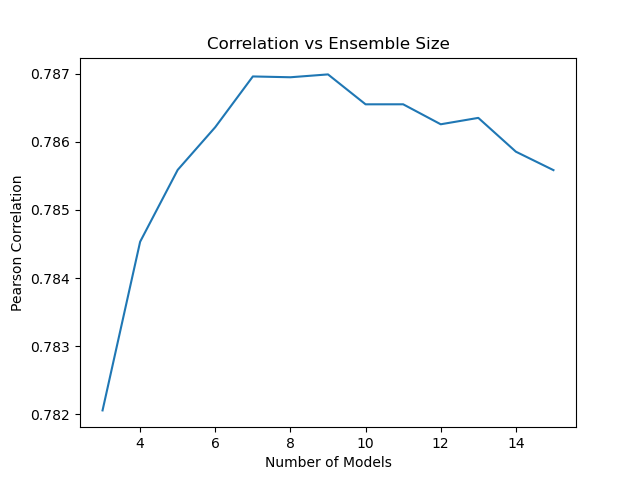 Correlation vs Ensemble Size
0.787
0.786
0.785
0.784
0.783
0.782
Pearson Correlation
4 6 8 10 12 14
Number of Models